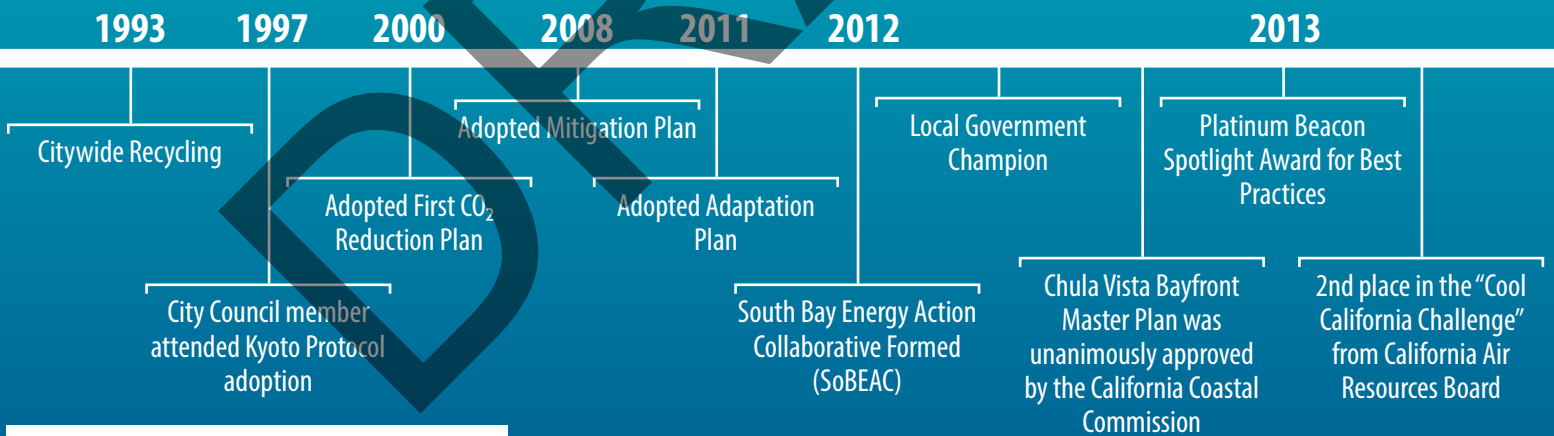 1993 1997 2000 2008 2011 2012 2013
Citywide Recycling
City Council member
attended Kyoto Protocol
adoption
Adopted First CO₂
Reduction Plan
Adopted Mitigation Plan
Adopted Adaptation
Plan
South Bay Energy Action
Collaborative Formed
(SoBEAC)
Local Government
Champion
Chula Vista Bayfront
Master Plan was
unanimously approved
by the California Coastal
Commission
Platinum Beacon
Spotlight Award for Best
Practices
2nd place in the “Cool
California Challenge”
from California Air
Resources Board